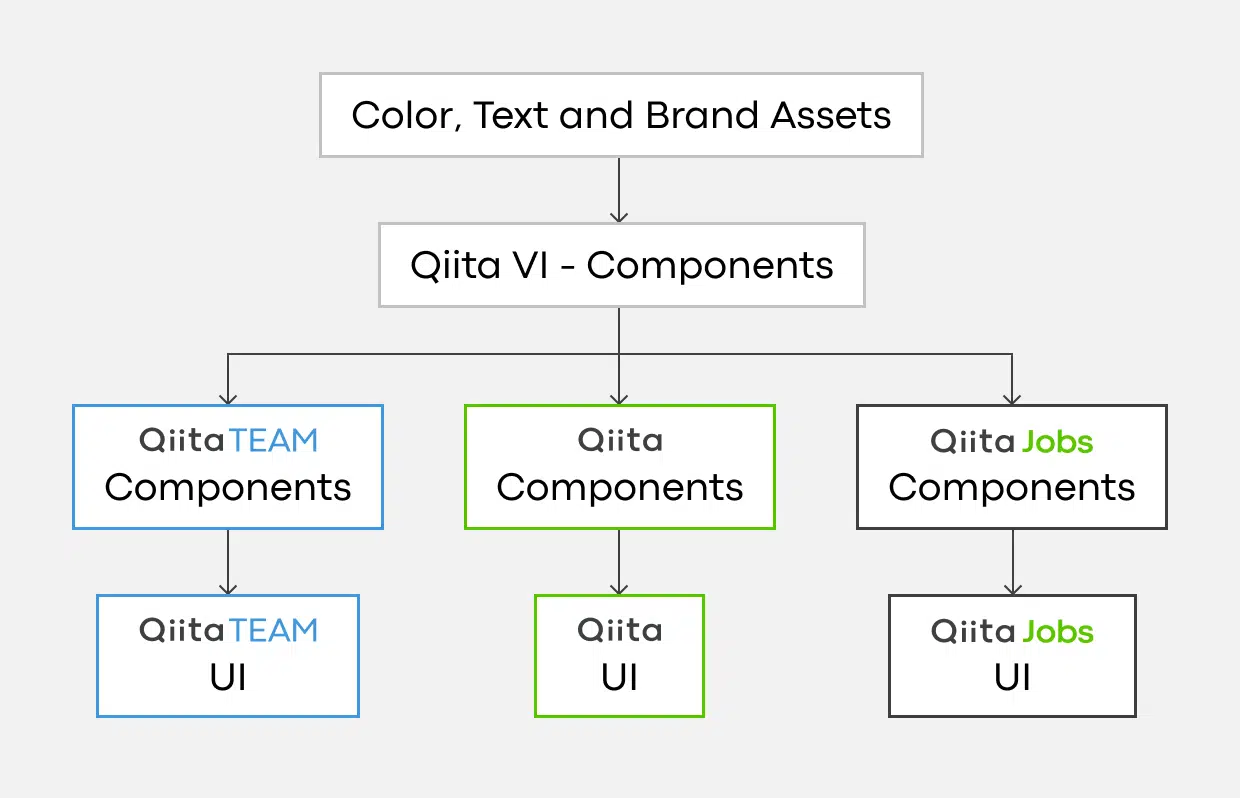 Color, Text and Brand Assets
Qiita VI - Components
Qiita TEAM
Components
Qiita
Components
Qiita Jobs
Components
Qiita TEAM
UI
Qiita
UI
Qiita Jobs
UI